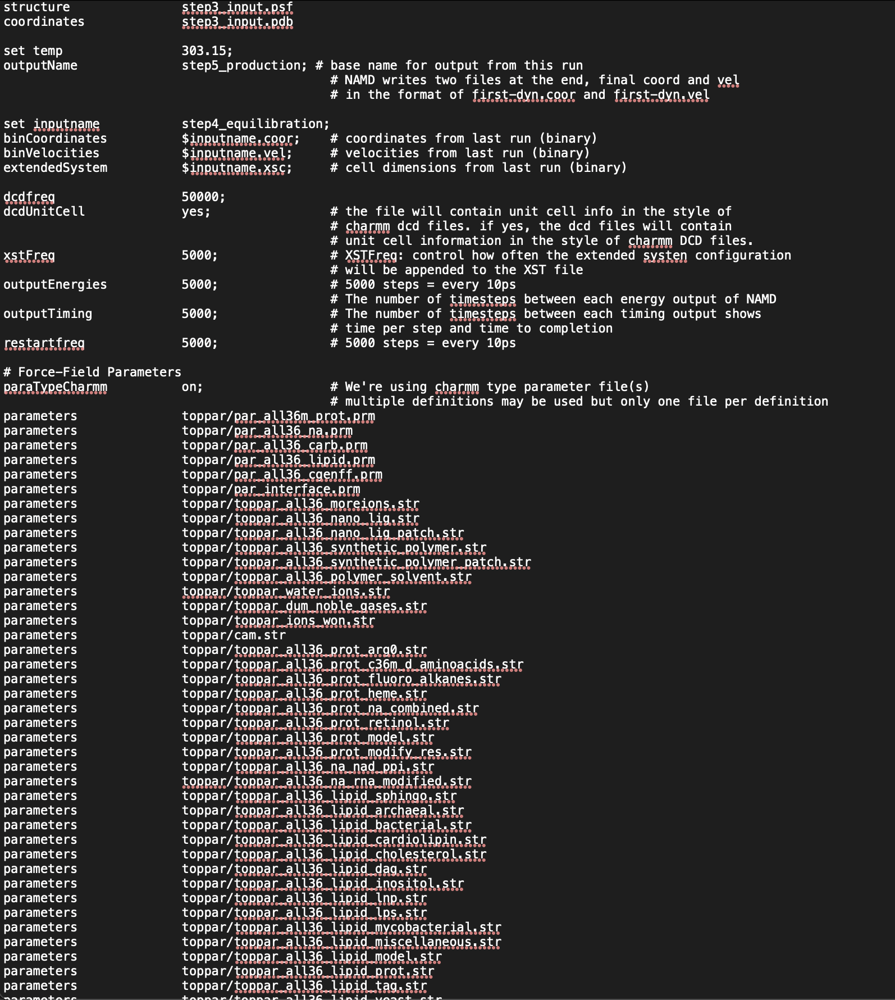 structure step3_input.psf
coordinates step3_input.pdb
set temp 303.15;
outputName step5_production; # base name for output from this run
# NAMD writes two files at the end, final coord and vel
# in the format of first-dyn.coor and first-dyn.vel
set inputname step4_equilibration;
binCoordinates $inputname.coor; # coordinates from last run (binary)
binVelocities $inputname.vel; # velocities from last run (binary)
extendedSystem $inputname.xsc; # cell dimensions from last run (binary)
dcdfreq 50000;
dcdUnitCell yes; # the file will contain unit cell info in the style of
# charmm dcd files. if yes, the dcd files will contain
# unit cell information in the style of charmm DCD files.
xstFreq 5000; # XSTFreq: control how often the extended systen configuration
# will be appended to the XST file
outputEnergies 5000; # 5000 steps = every 10ps
# The number of timesteps between each energy output of NAMD
outputTiming 5000; # The number of timesteps between each timing output shows
# time per step and time to completion
restartfreq 5000; # 5000 steps = every 10ps
# Force-Field Parameters
paraTypeCharmm on; # We're using charmm type parameter file(s)
# multiple definitions may be used but only one file per definition
parameters toppar/par_all36m_prot.prm
parameters toppar/par_all36_na.prm
parameters toppar/par_all36_carb.prm
parameters toppar/par_all36_lipid.prm
parameters toppar/par_all36_cgenff.prm
parameters toppar/par_interface.prm
parameters toppar/toppar_all36_moreions.str
parameters toppar/toppar_all36_nano_lig.str
parameters toppar/toppar_all36_nano_lig_patch.str
parameters toppar/toppar_all36_synthetic_polymer.str
parameters toppar/toppar_all36_synthetic_polymer_patch.str
parameters toppar/toppar_all36_polymer_solvent.str
parameters toppar/toppar_water_ions.str
parameters toppar/toppar_dum_noble_gases.str
parameters toppar/toppar_ions_won.str
parameters toppar/cam.str
parameters toppar/toppar_all36_prot_arg0.str
parameters toppar/toppar_all36_prot_c36m_d_aminoacids.str
parameters toppar/toppar_all36_prot_fluoro_alkanes.str
parameters toppar/toppar_all36_prot_heme.str
parameters toppar/toppar_all36_prot_na_combined.str
parameters toppar/toppar_all36_prot_retinol.str
parameters toppar/toppar_all36_prot_model.str
parameters toppar/toppar_all36_prot_modify_res.str
parameters toppar/toppar_all36_na_nad_ppi.str
parameters toppar/toppar_all36_na_rna_modified.str
parameters toppar/toppar_all36_lipid_sphingo.str
parameters toppar/toppar_all36_lipid_archaeal.str
parameters toppar/toppar_all36_lipid_bacterial.str
parameters toppar/toppar_all36_lipid_cardiolipin.str
parameters toppar/toppar_all36_lipid_cholesterol.str
parameters toppar/toppar_all36_lipid_dag.str
parameters toppar/toppar_all36_lipid_inositol.str
parameters toppar/toppar_all36_lipid_lnp.str
parameters toppar/toppar_all36_lipid_lps.str
parameters toppar/toppar_all36_lipid_mycobacterial.str
parameters toppar/toppar_all36_lipid_miscellaneous.str
parameters toppar/toppar_all36_lipid_model.str
parameters toppar/toppar_all36_lipid_prot.str
parameters toppar/toppar_all36_lipid_tag.str
parameters toppar/toppar_all36_lipid_yeast.str